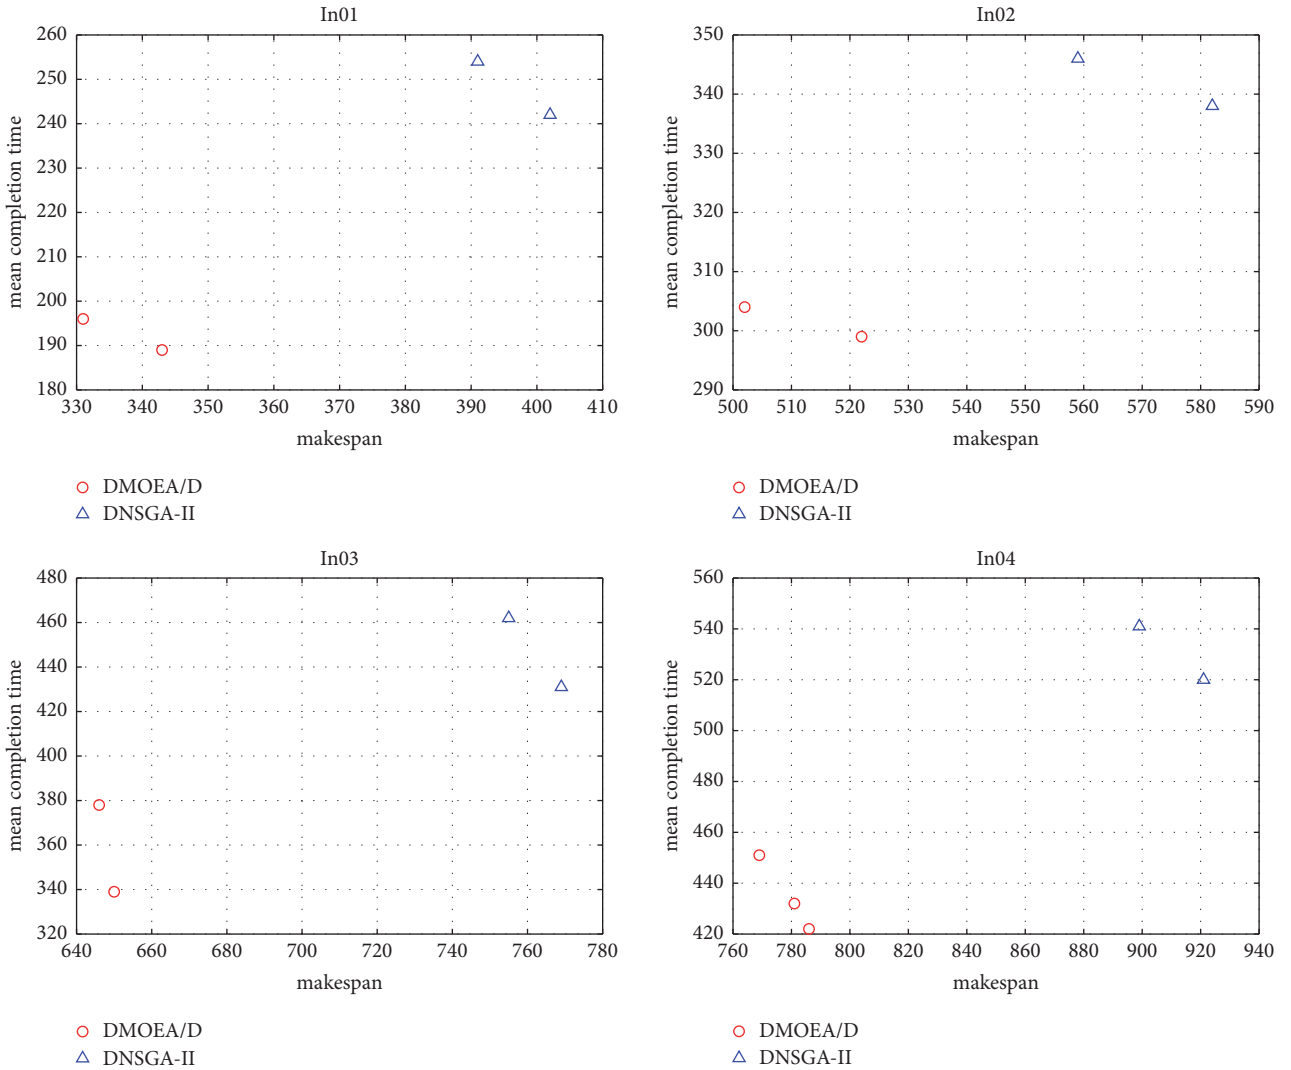 In01
260
250
240
230
220
210
200
190
180
mean completion time
330 340 350 360 370 380 390 400 410
makespan
DMOEA/D
DNSGA-II
In02
350
340
330
320
310
300
290
mean completion time
500 510 520 530 540 550 560 570 580 590
makespan
DMOEA/D
DNSGA-II
In03
480
460
440
420
400
380
360
340
320
mean completion time
640 660 680 700 720 740 760 780
makespan
DMOEA/D
DNSGA-II
In04
560
540
520
500
480
460
440
420
mean completion time
760 780 800 820 840 860 880 900 920 940
makespan
DMOEA/D
DNSGA-II